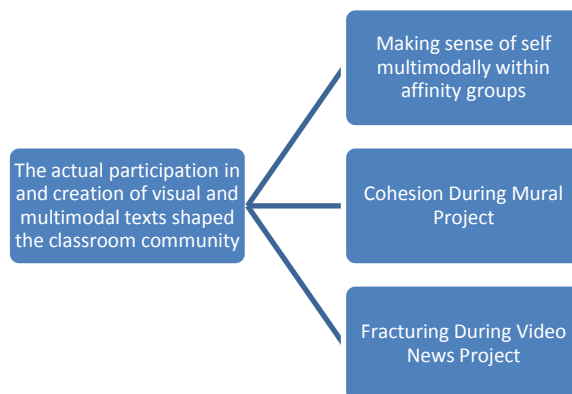 Making sense of self
multimodally within
affinity groups
The actual participation in
and creation of visual and
multimodal texts shaped
the classroom community
Cohesion During Mural
Project
Fracturing During Video
News Project